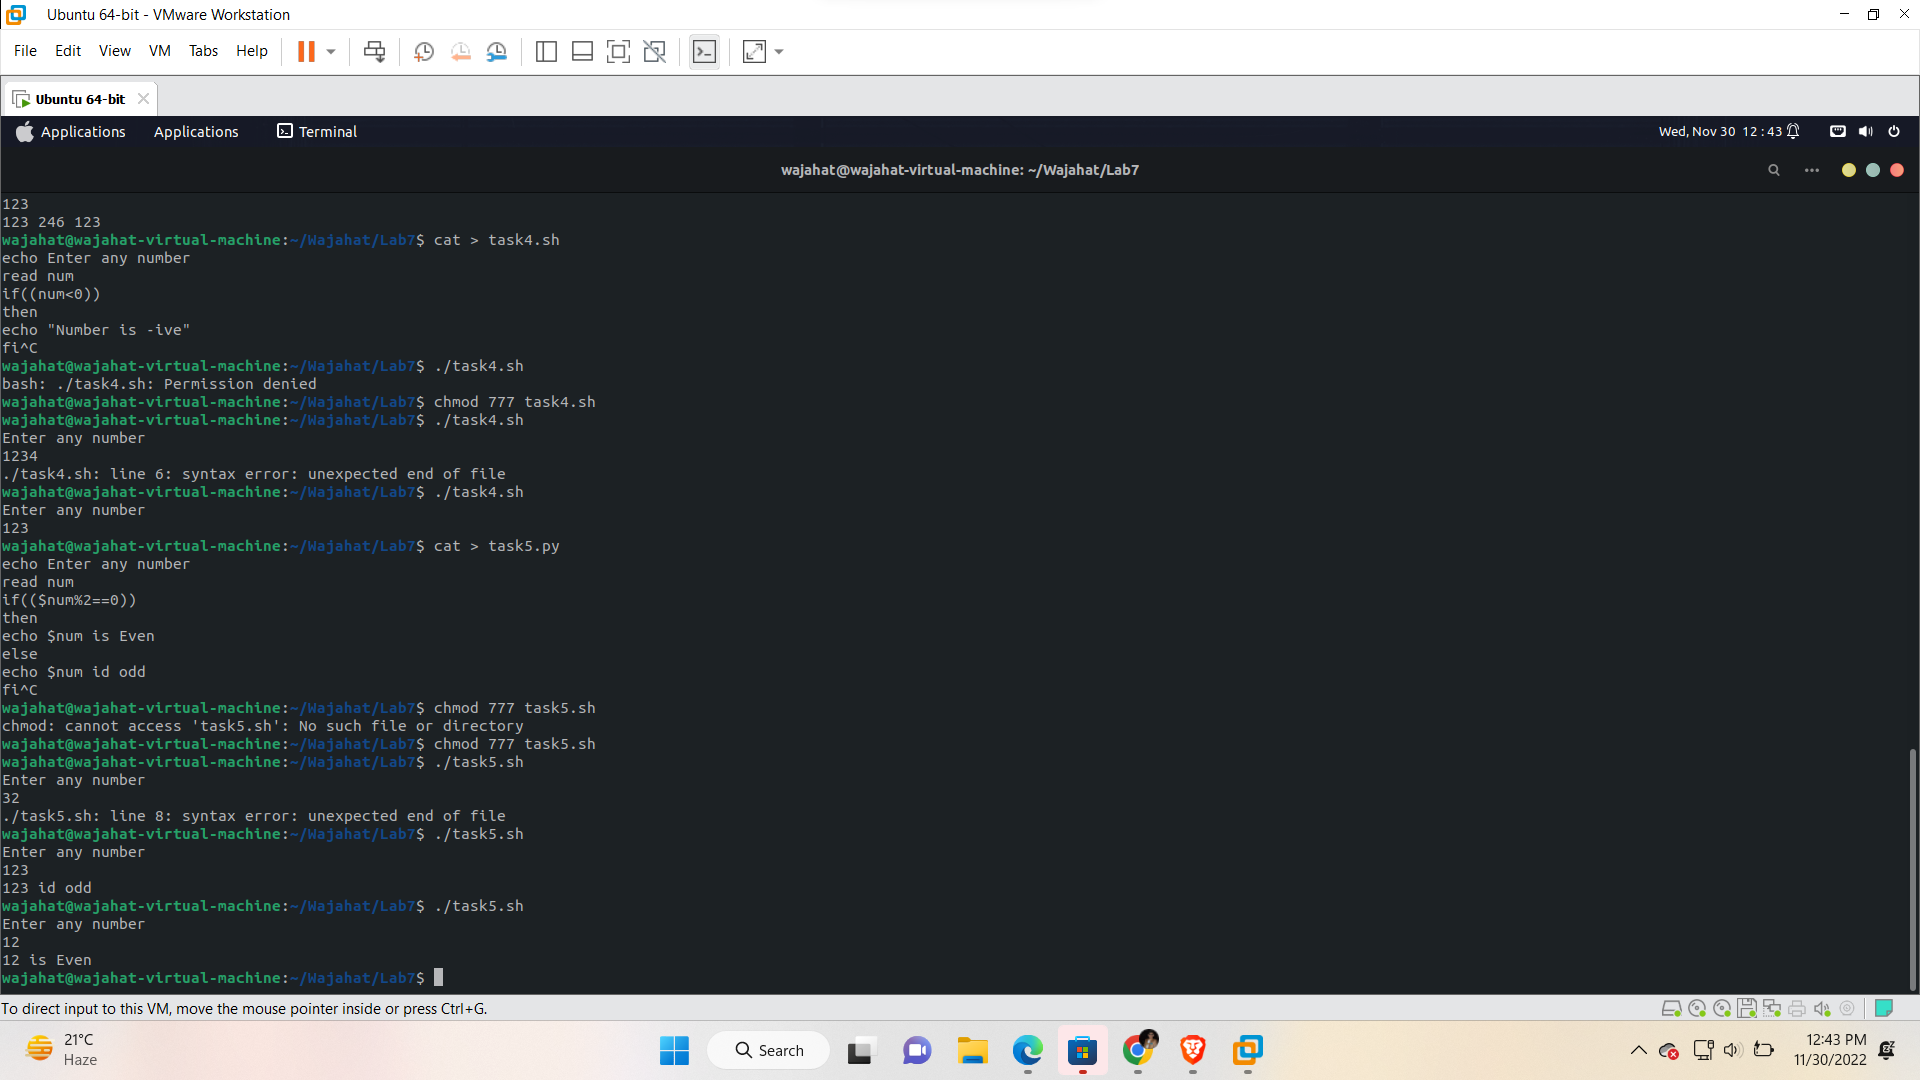 Ubuntu 64-bit - VMware Workstation
File Edit View VM Tabs Help
Ubuntu 64-bit
Applications Applications Terminal Wed, Nov 30 12:43
wajahat@wajahat-virtual-machine: ~/Wajahat/Lab7
123
123 246 123
wajahat@wajahat-virtual-machine:~/Wajahat/Lab7$ cat > task4.sh
echo Enter any number
read num
if((num<0))
then
echo "Number is -ive"
fi^C
wajahat@wajahat-virtual-machine:~/Wajahat/Lab7$ ./task4.sh
bash: ./task4.sh: Permission denied
wajahat@wajahat-virtual-machine:~/Wajahat/Lab7$ chmod 777 task4.sh
wajahat@wajahat-virtual-machine:~/Wajahat/Lab7$ ./task4.sh
Enter any number
1234
./task4.sh: line 6: syntax error: unexpected end of file
wajahat@wajahat-virtual-machine:~/Wajahat/Lab7$ ./task4.sh
Enter any number
123
wajahat@wajahat-virtual-machine:~/Wajahat/Lab7$ cat > task5.py
echo Enter any number
read num
if(($num%2==0))
then
echo $num is Even
else
echo $num id odd
fi^C
wajahat@wajahat-virtual-machine:~/Wajahat/Lab7$ chmod 777 task5.sh
chmod: cannot access 'task5.sh': No such file or directory
wajahat@wajahat-virtual-machine:~/Wajahat/Lab7$ chmod 777 task5.sh
wajahat@wajahat-virtual-machine:~/Wajahat/Lab7$ ./task5.sh
Enter any number
32
./task5.sh: line 8: syntax error: unexpected end of file
wajahat@wajahat-virtual-machine:~/Wajahat/Lab7$ ./task5.sh
Enter any number
123
123 id odd
wajahat@wajahat-virtual-machine:~/Wajahat/Lab7$ ./task5.sh
Enter any number
12
12 is Even
wajahat@wajahat-virtual-machine:~/Wajahat/Lab7$
To direct input to this VM, move the mouse pointer inside or press Ctrl+G.
21°C
Haze
Search
12:43 PM
11/30/2022